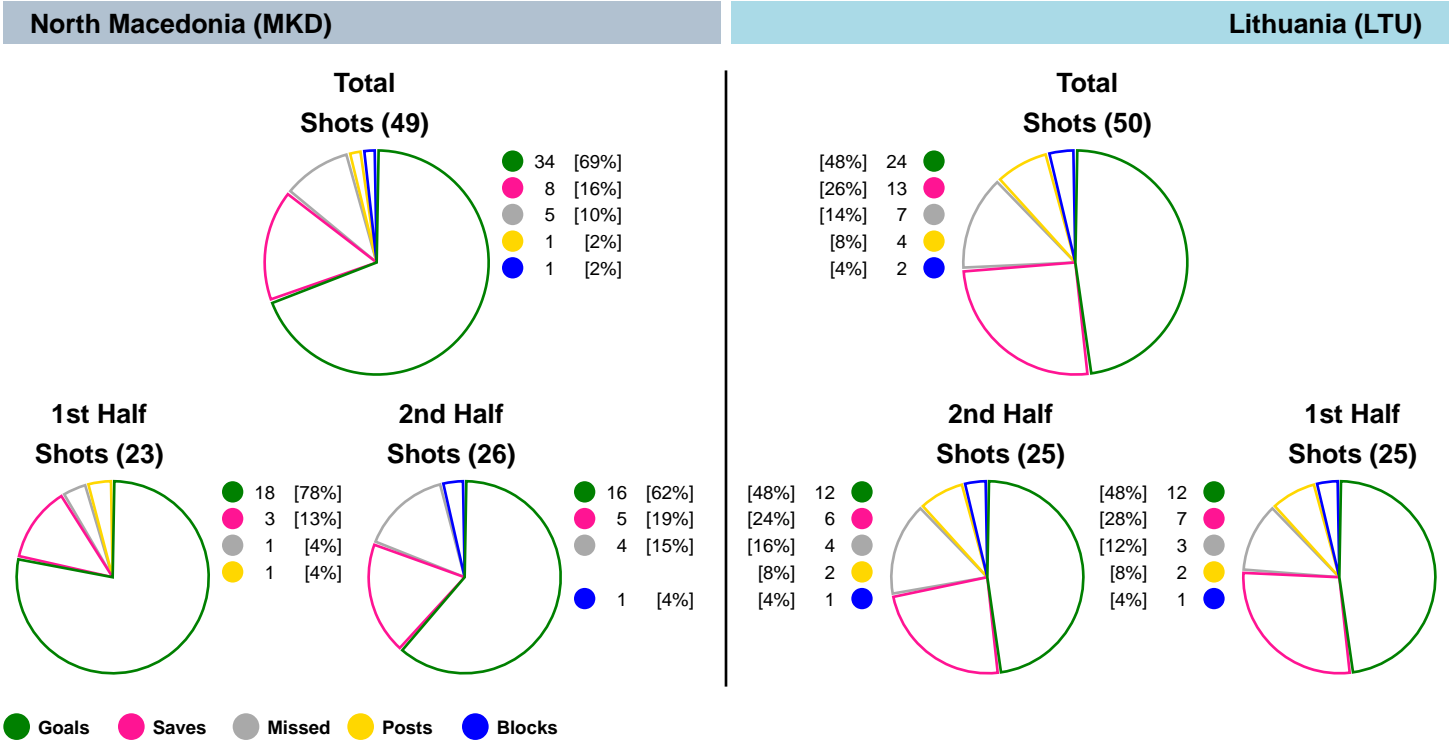 North Macedonia (MKD)
Lithuania (LTU)
Total
Shots (49)
34 [69%]
8 [16%]
5 [10%]
1 [2%]
1 [2%]
Total
Shots (50)
[48%] 24
[26%] 13
[14%] 7
[8%] 4
[4%] 2
1st Half
Shots (23)
18 [78%]
3 [13%]
1 [4%]
1 [4%]
2nd Half
Shots (26)
16 [62%]
5 [19%]
4 [15%]
1 [4%]
2nd Half
Shots (25)
[48%] 12
[24%] 6
[16%] 4
[8%] 2
[4%] 1
1st Half
Shots (25)
[48%] 12
[28%] 7
[12%] 3
[8%] 2
[4%] 1
Goals Saves Missed Posts Blocks